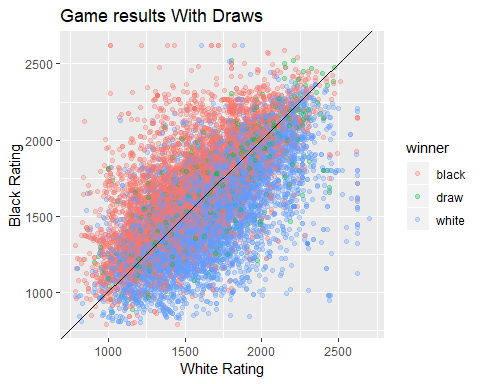 Game results With Draws
Black Rating
2500
2000
1500
1000
1000 1500 2000 2500
White Rating
winner
black
draw
white